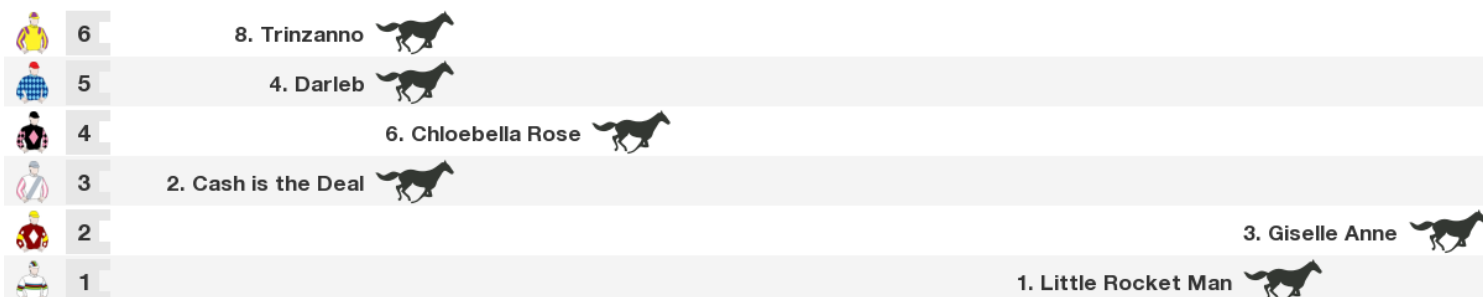 6 8. Trinzanno
5 4. Darleb
4 6. Chloebella Rose
3 2. Cash is the Deal
2 3. Giselle Anne
1 1. Little Rocket Man